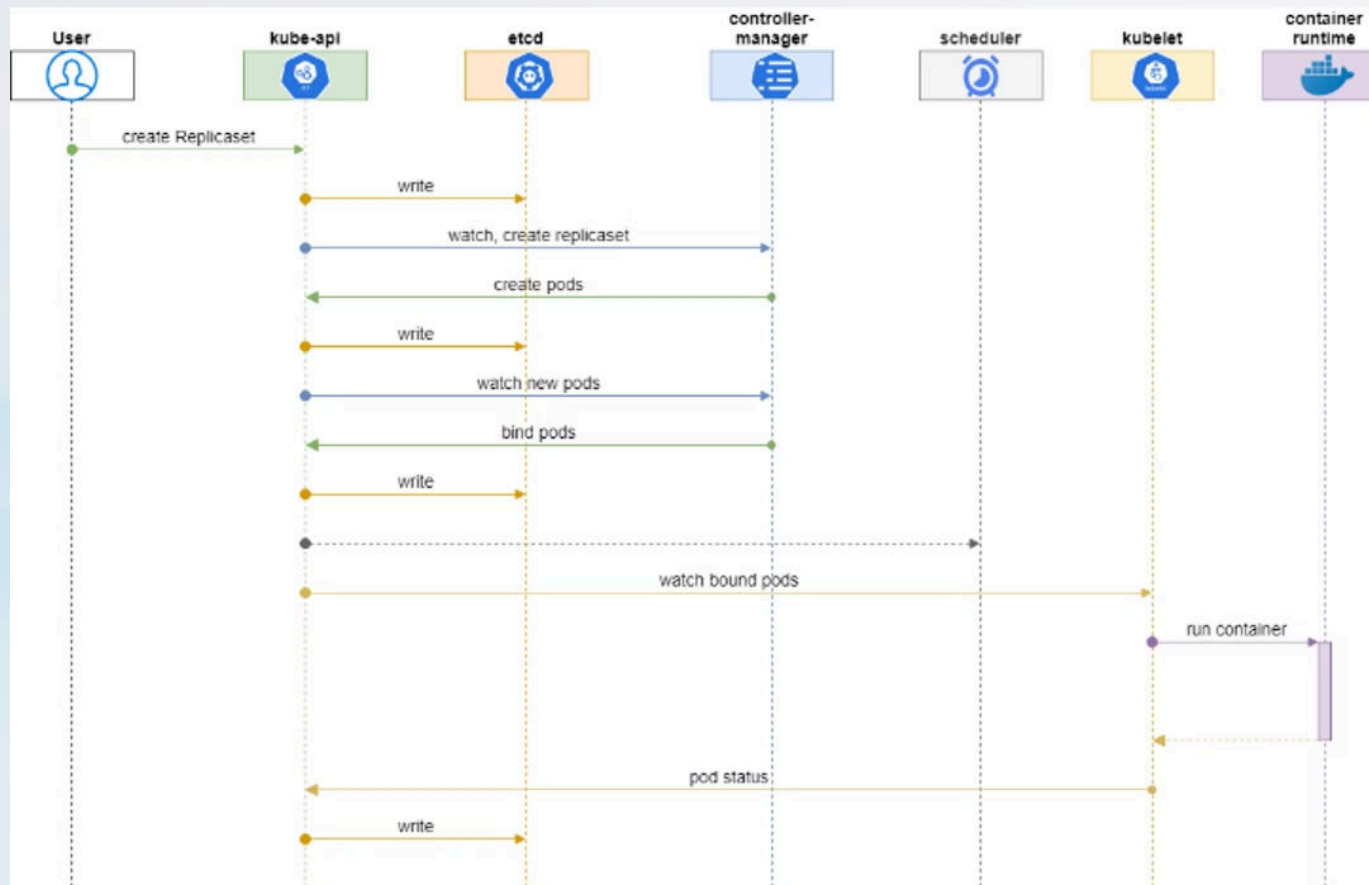 User
kube-api
etcd
controller-
manager
scheduler
kubelet
container
runtime
create Replicaset
write
watch, create replicaset
create pods
write
watch new pods
bind pods
write
watch bound pods
run container
pod status
write